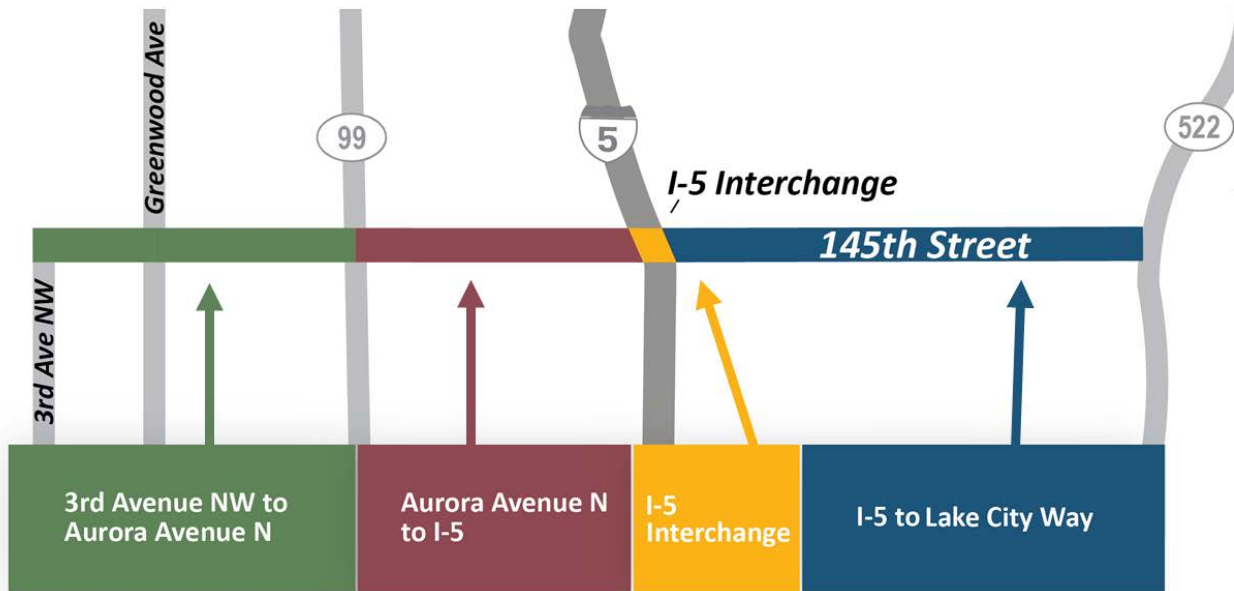 Greenwood Ave
99
5
522
I-5 Interchange
145th Street
3rd Ave NW
3rd Avenue NW to
Aurora Avenue N
Aurora Avenue N
to I-5
I-5
Interchange
I-5 to Lake City Way